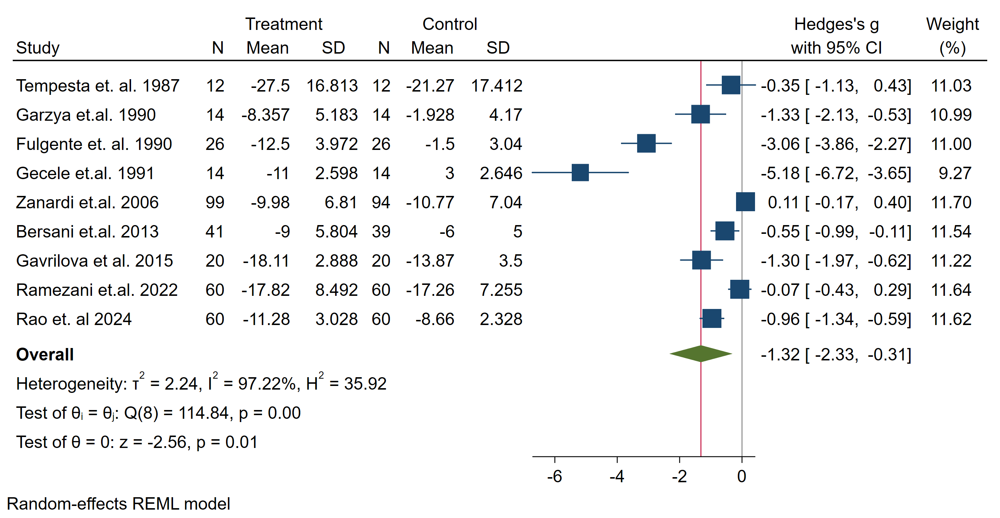 Treatment Control Hedges's g Weight
Study N Mean SD N Mean SD with 95% CI (%)
Tempesta et. al. 1987 12 -27.5 16.813 12 -21.27 17.412 -0.35 [ -1.13, 0.43] 11.03
Garzya et.al. 1990 14 -8.357 5.183 14 -1.928 4.17 -1.33 [ -2.13, -0.53] 10.99
Fulgente et. al. 1990 26 -12.5 3.972 26 -1.5 3.04 -3.06 [ -3.86, -2.27] 11.00
Gecele et.al. 1991 14 -11 2.598 14 3 2.646 -5.18 [ -6.72, -3.65] 9.27
Zanardi et.al. 2006 99 -9.98 6.81 94 -10.77 7.04 0.11 [ -0.17, 0.40] 11.70
Bersani et.al. 2013 41 -9 5.804 39 -6 5 -0.55 [ -0.99, -0.11] 11.54
Gavrilova et al. 2015 20 -18.11 2.888 20 -13.87 3.5 -1.30 [ -1.97, -0.62] 11.22
Ramezani et.al. 2022 60 -17.82 8.492 60 -17.26 7.255 -0.07 [ -0.43, 0.29] 11.64
Rao et. al 2024 60 -11.28 3.028 60 -8.66 2.328 -0.96 [ -1.34, -0.59] 11.62
Overall -1.32 [ -2.33, -0.31]
Heterogeneity: τ² = 2.24, I² = 97.22%, H² = 35.92
Test of θᵢ = θⱼ: Q(8) = 114.84, p = 0.00
Test of θ = 0: z = -2.56, p = 0.01
-6 -4 -2 0
Random-effects REML model